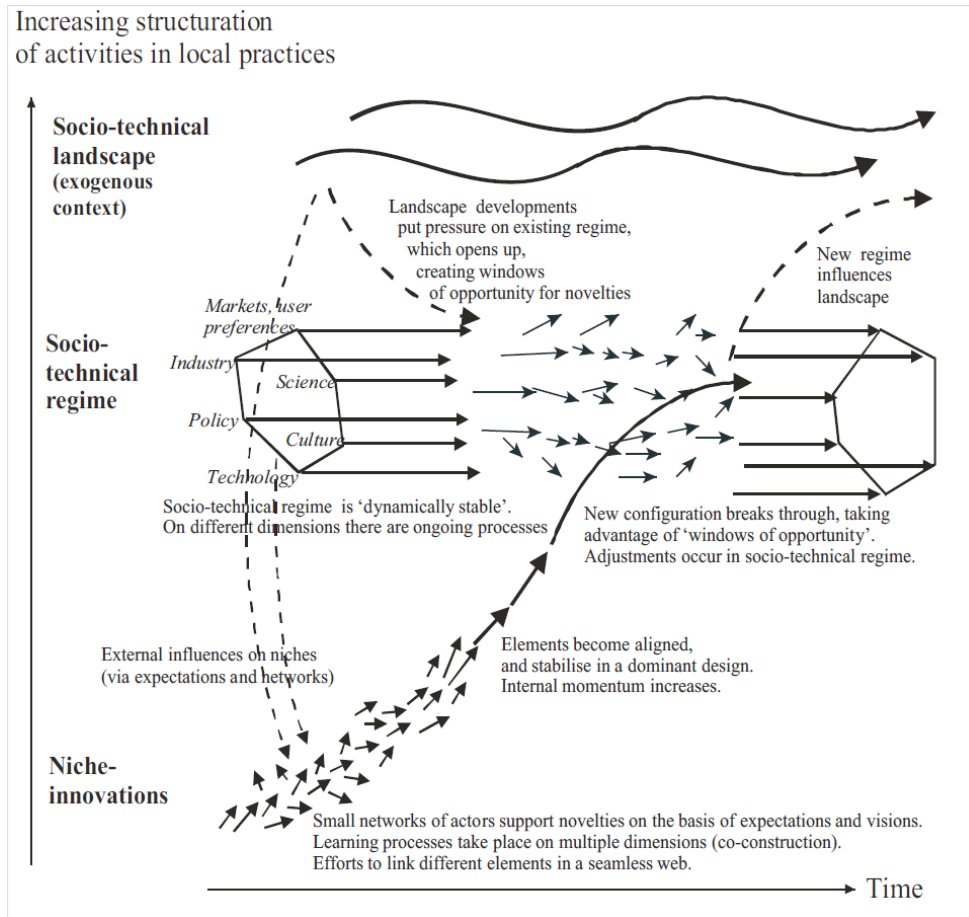 Increasing structuration
of activities in local practices
Socio-technical
landscape
(exogenous
context)
Landscape developments
put pressure on existing regime,
which opens up,
creating windows
of opportunity for novelties
New regime
influences
landscape
Markets, user
preferences
Industry
Science
Policy
Culture
Technology
Socio-
technical
regime
Socio-technical regime is ‘dynamically stable’.
On different dimensions there are ongoing processes
New configuration breaks through, taking
advantage of ‘windows of opportunity’.
Adjustments occur in socio-technical regime.
External influences on niches
(via expectations and networks)
Elements become aligned,
and stabilise in a dominant design.
Internal momentum increases.
Niche-
innovations
Small networks of actors support novelties on the basis of expectations and visions.
Learning processes take place on multiple dimensions (co-construction).
Efforts to link different elements in a seamless web.
Time